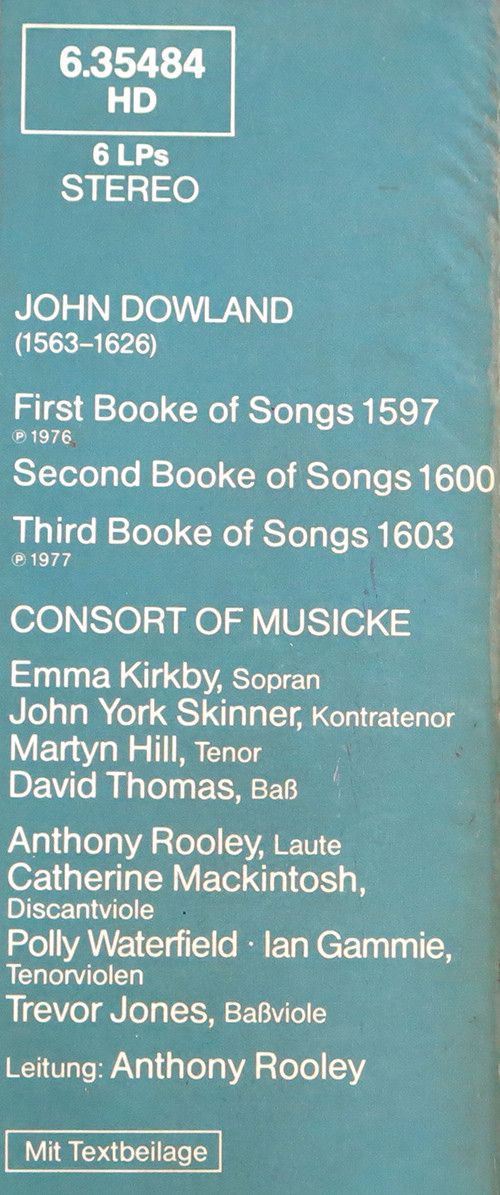 6.35484
HD
6 LPs
STEREO
JOHN DOWLAND
(1563–1626)
First Booke of Songs 1597
℗ 1976
Second Booke of Songs 1600
Third Booke of Songs 1603
℗ 1977
CONSORT OF MUSICKE
Emma Kirkby, Sopran
John York Skinner, Kontratenor
Martyn Hill, Tenor
David Thomas, Baß
Anthony Rooley, Laute
Catherine Mackintosh,
Discantviole
Polly Waterfield · Ian Gammie,
Tenorviolen
Trevor Jones, Baßviole
Leitung: Anthony Rooley
Mit Textbeilage